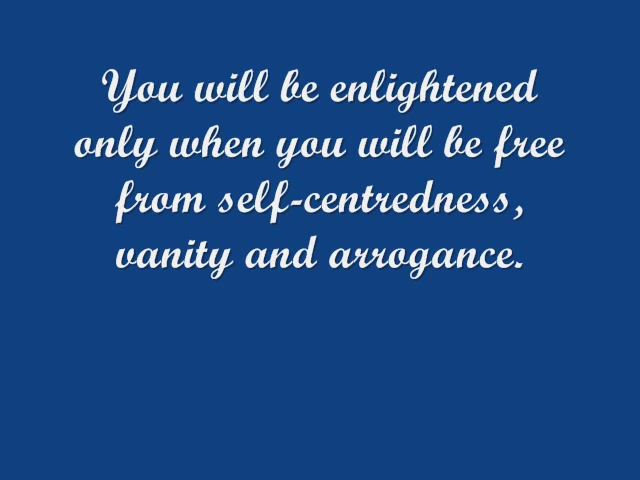 You will be enlightened
only when you will be free
from self-centredness,
vanity and arrogance.